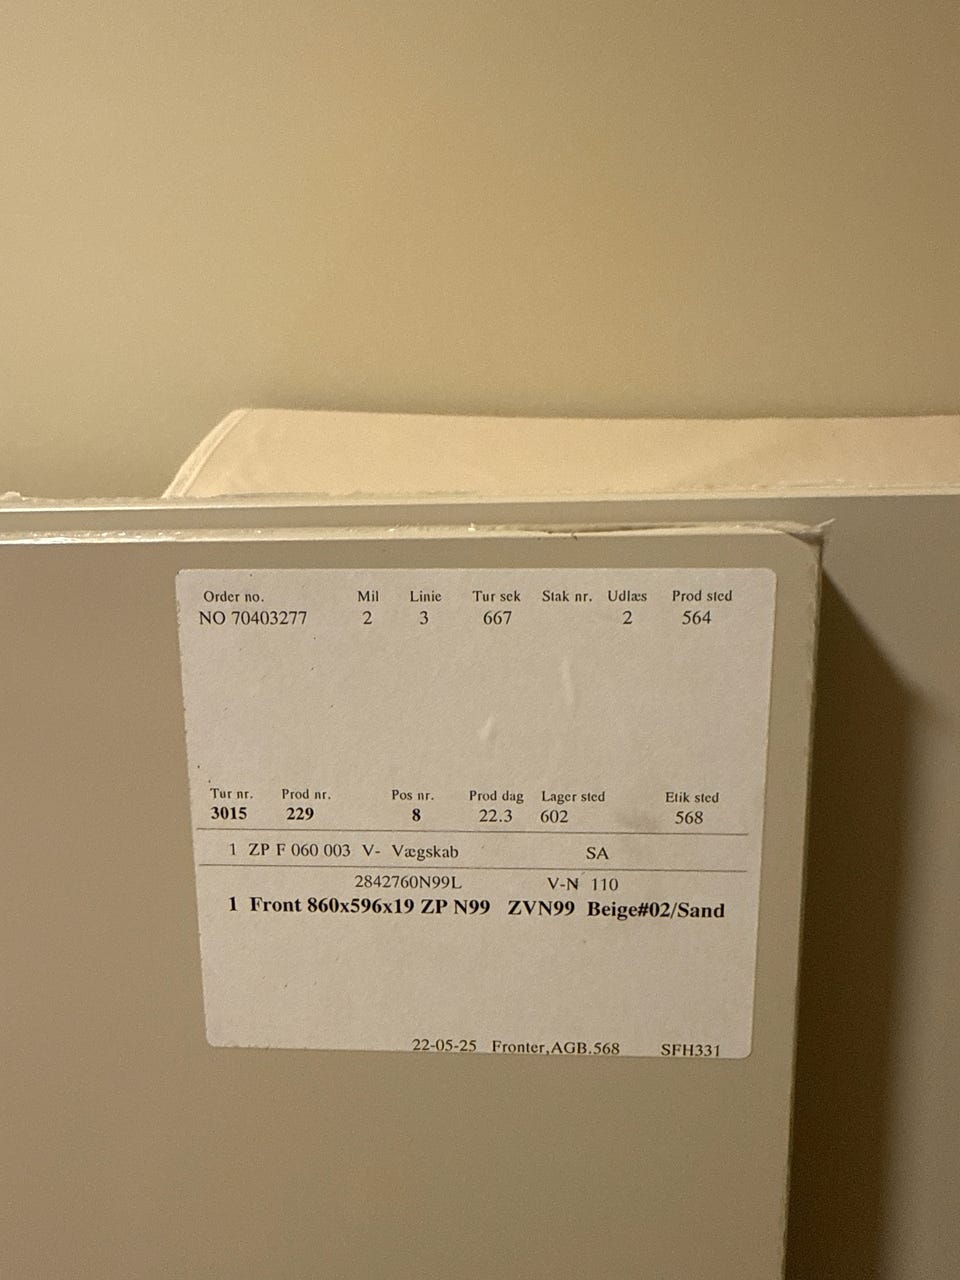 Order no. Mil Linie Tur sek Stak nr. Udlæs Prod sted
NO 70403277 2 3 667 2 564
Tur nr. Prod nr. Pos nr. Prod dag Lager sted Etik sted
3015 229 8 22.3 602 568
1 ZP F 060 003 V- Vægskab SA
2842760N99L V-N 110
1 Front 860x596x19 ZP N99 ZVN99 Beige#02/Sand
22-05-25 Fronter,AGB.568 SFH331